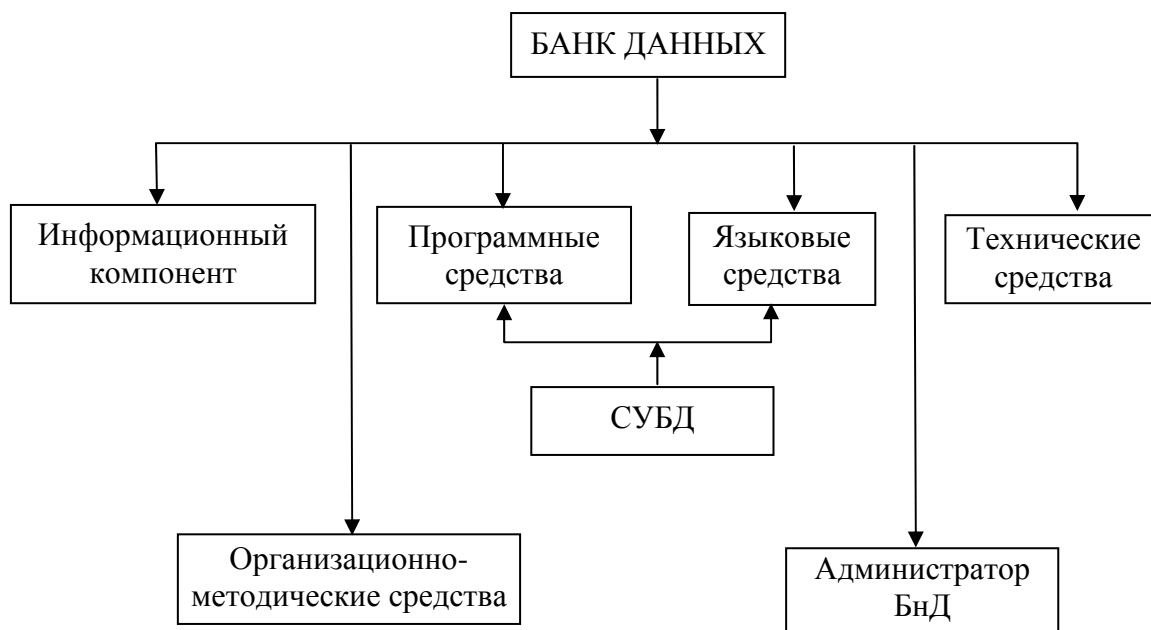 БАНК ДАННЫХ
Информационный
компонент
Программные
средства
Языковые
средства
Технические
средства
СУБД
Организационно-
методические средства
Администратор
БнД